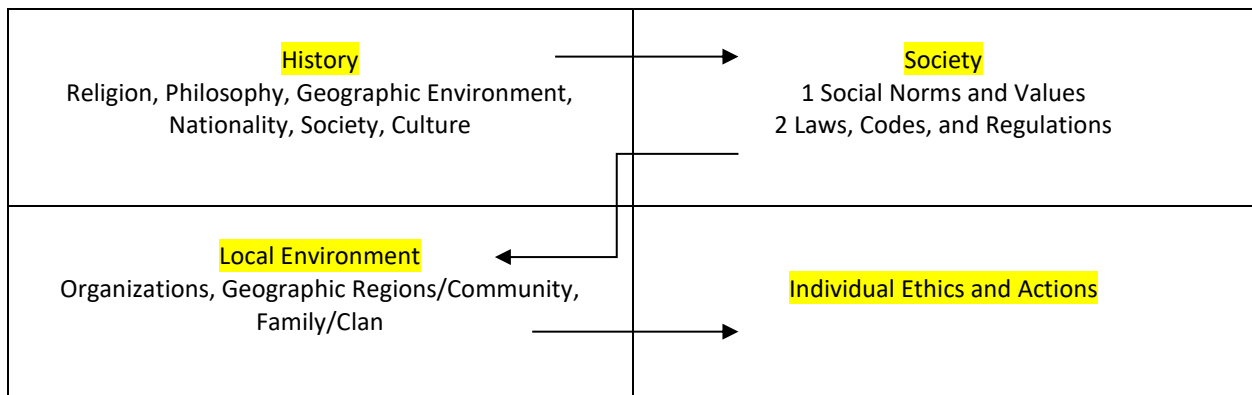 History
Religion, Philosophy, Geographic Environment,
Nationality, Society, Culture
Society
1 Social Norms and Values
2 Laws, Codes, and Regulations
Local Environment
Organizations, Geographic Regions/Community,
Family/Clan
Individual Ethics and Actions